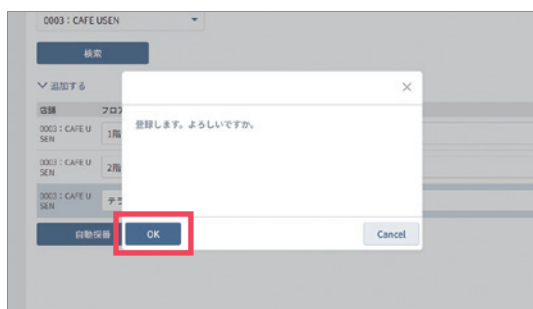 0003：CAFE USEN
検索
追加する
店舗
フロ
0003：CAFE U
SEN
1階
0003：CAFE U
SEN
2階
0003：CAFE U
SEN
テラ
登録します。よろしいですか。
自動採番
OK
Cancel